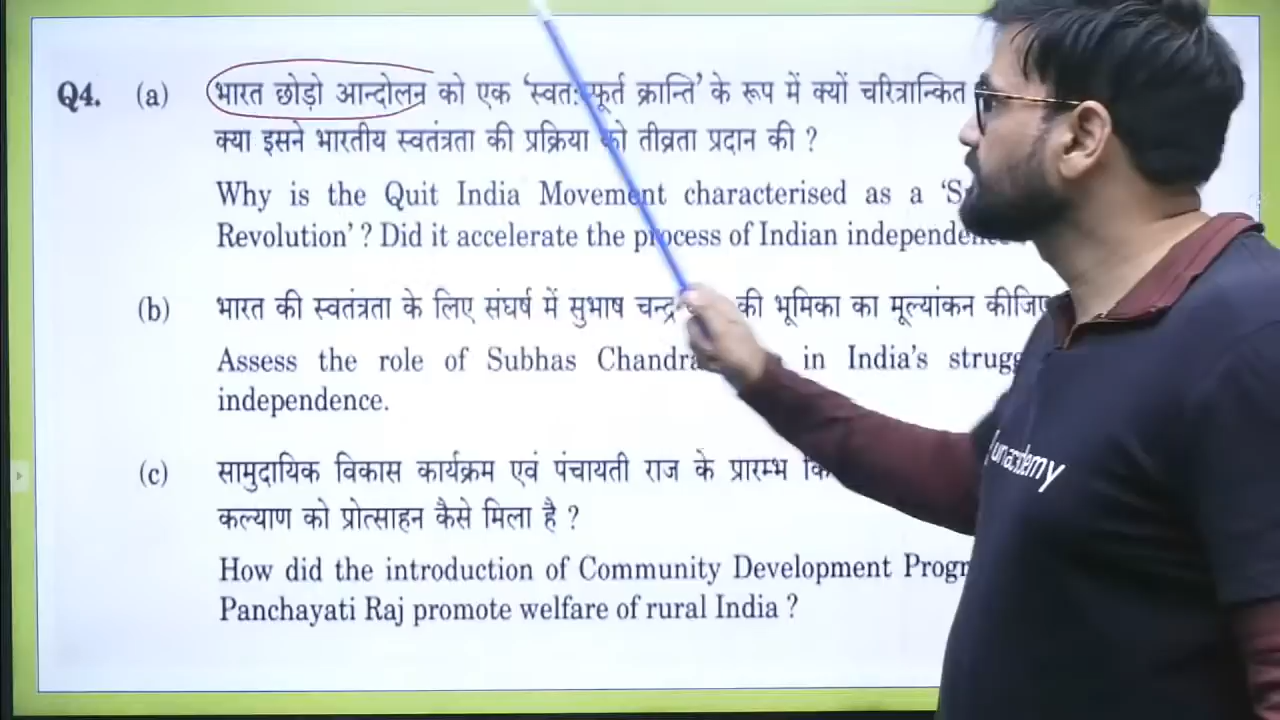 Q4. (a) भारत छोड़ो आन्दोलन को एक ‘स्वतःस्फूर्त क्रान्ति’ के रूप में क्यों चरित्रान्कित
क्या इसने भारतीय स्वतंत्रता की प्रक्रिया को तीव्रता प्रदान की ?
Why is the Quit India Movement characterised as a
Revolution’ ? Did it accelerate the process of Indian
(b) भारत की स्वतंत्रता के लिए संघर्ष में सुभाष चन्द्र की भूमिका का मूल्यांकन
Assess the role of Subhas Chandra in India’s
independence.
(c) सामुदायिक विकास कार्यक्रम एवं पंचायती राज के प्रारम्भ
कल्याण को प्रोत्साहन कैसे मिला है ?
How did the introduction of Community Development
Panchayati Raj promote welfare of rural India ?
unacademy